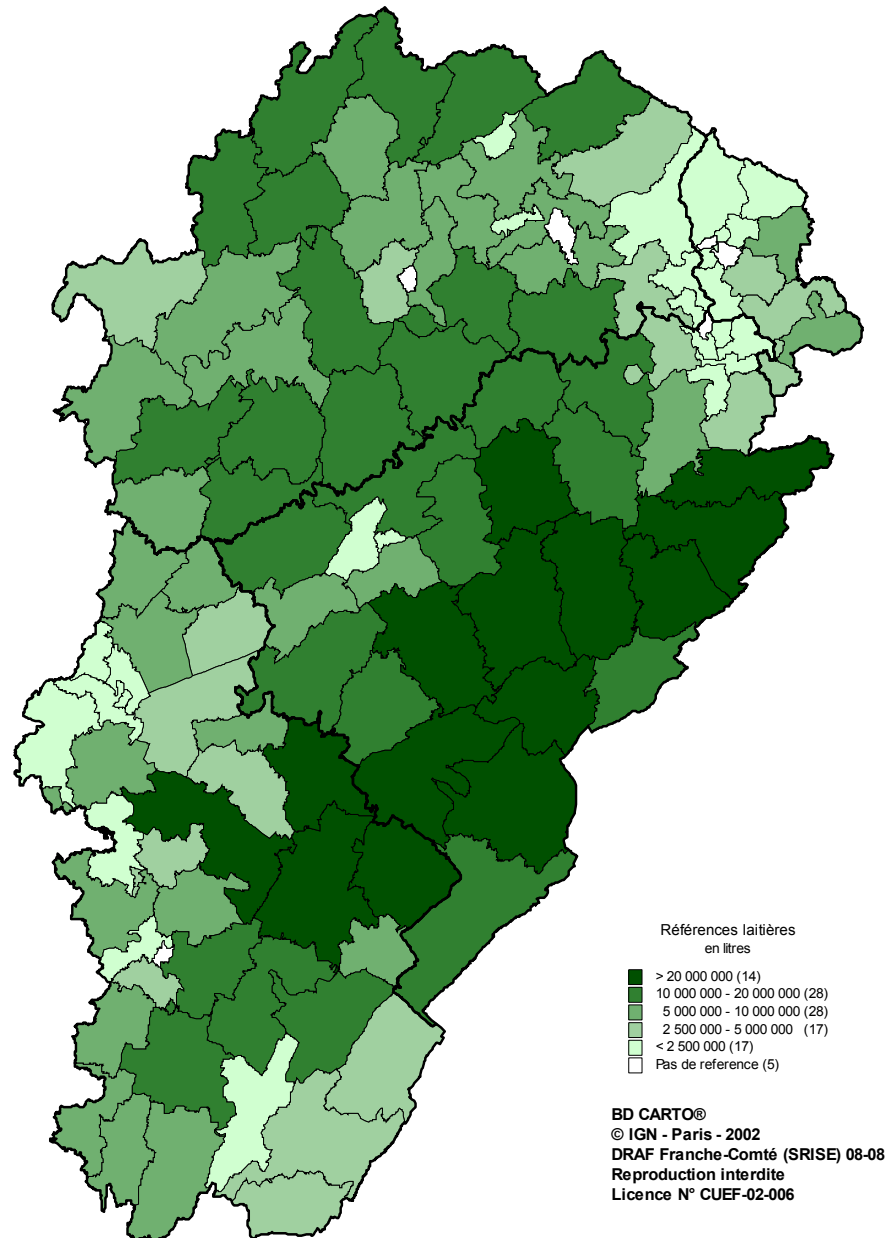 Références laitières
en litres
> 20 000 000 (14)
10 000 000 - 20 000 000 (28)
5 000 000 - 10 000 000 (28)
2 500 000 - 5 000 000 (17)
< 2 500 000 (17)
Pas de reference (5)
BD CARTO®
© IGN - Paris - 2002
DRAF Franche-Comté (SRISE) 08-08
Reproduction interdite
Licence N° CUEF-02-006